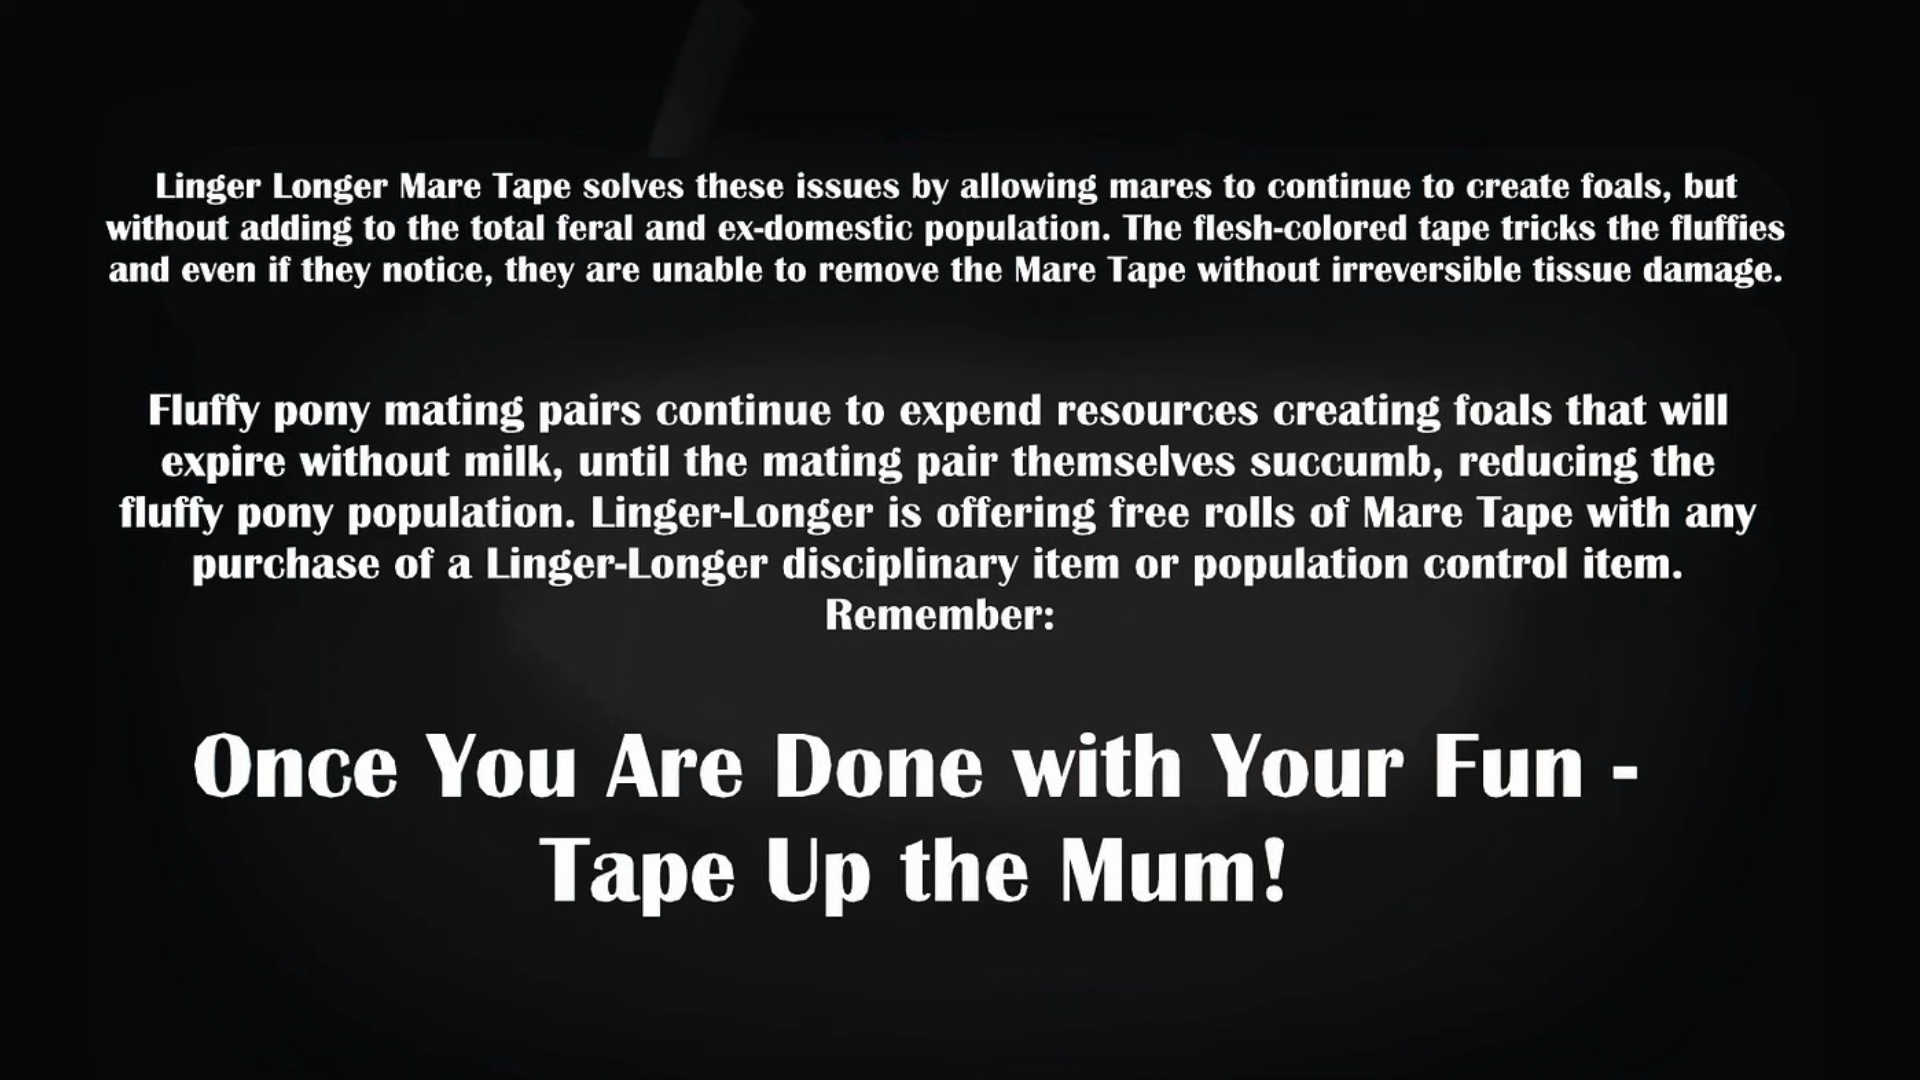 Linger Longer Mare Tape solves these issues by allowing mares to continue to create foals, but
without adding to the total feral and ex-domestic population. The flesh-colored tape tricks the fluffies
and even if they notice, they are unable to remove the Mare Tape without irreversible tissue damage.
Fluffy pony mating pairs continue to expend resources creating foals that will
expire without milk, until the mating pair themselves succumb, reducing the
fluffy pony population. Linger-Longer is offering free rolls of Mare Tape with any
purchase of a Linger-Longer disciplinary item or population control item.
Remember:
Once You Are Done with Your Fun -
Tape Up the Mum!